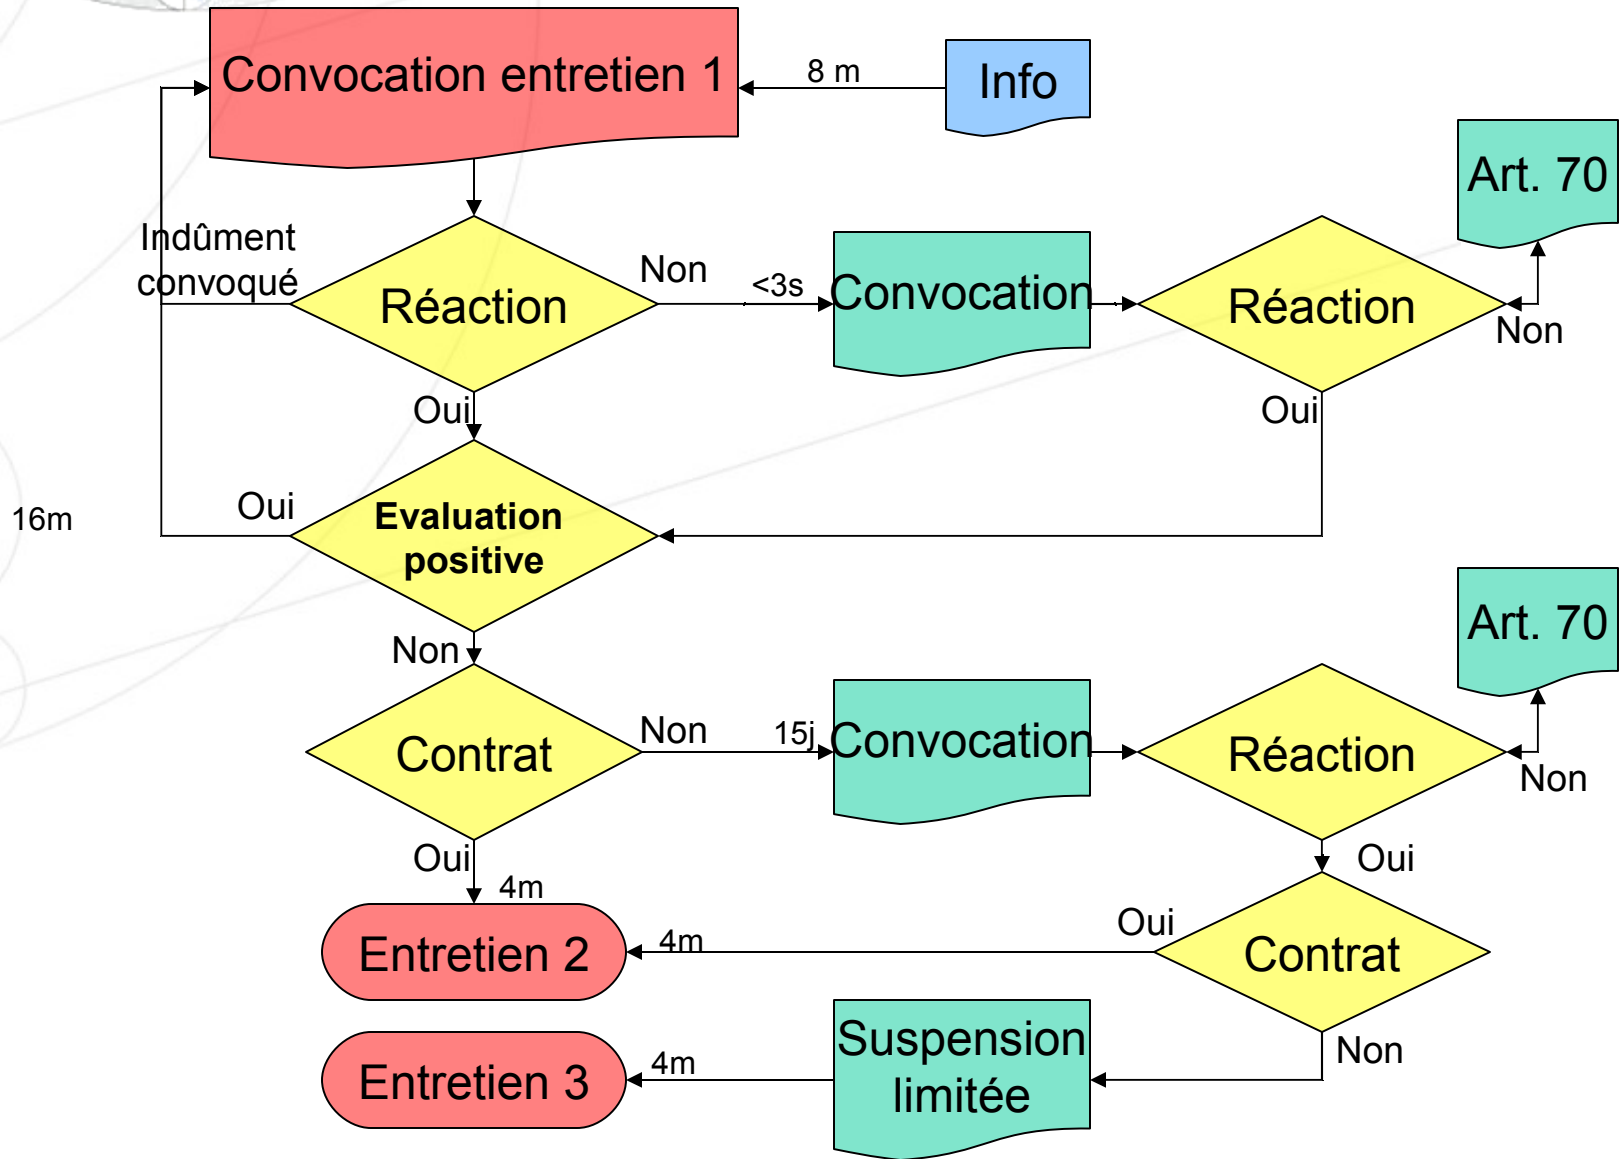 Convocation entretien 1
8 m
Info
Art. 70
Indûment
convoqué
Réaction
Non
<3s
Convocation
Réaction
Non
Oui
Oui
16m
Oui
Evaluation
positive
Art. 70
Non
Contrat
Non
15j
Convocation
Réaction
Non
Oui
4m
Oui
Entretien 2
4m
Oui
Contrat
Entretien 3
4m
Suspension
limitée
Non